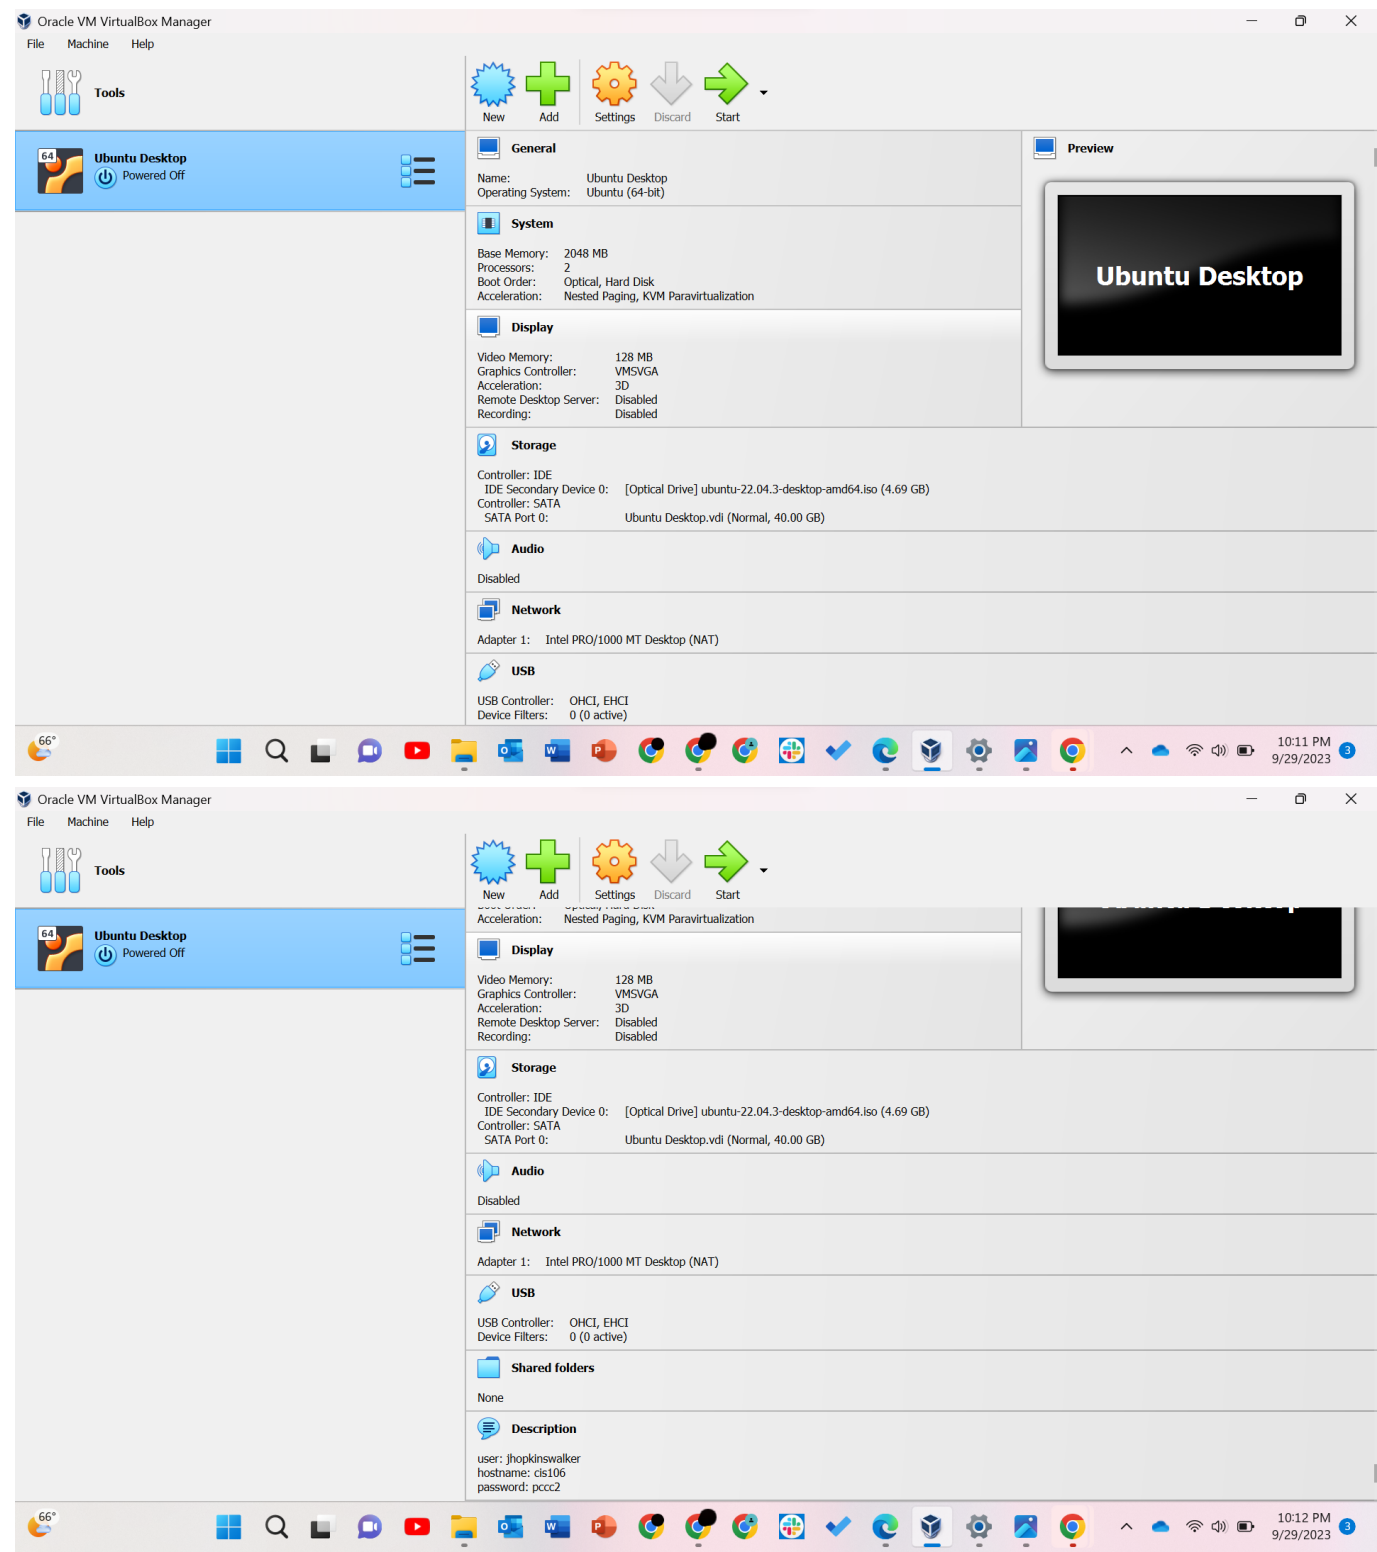 Oracle VM VirtualBox Manager
File Machine Help
Tools
New Add Settings Discard Start
64
Ubuntu Desktop
Powered Off
General
Name: Ubuntu Desktop
Operating System: Ubuntu (64-bit)
System
Base Memory: 2048 MB
Processors: 2
Boot Order: Optical, Hard Disk
Acceleration: Nested Paging, KVM Paravirtualization
Display
Video Memory: 128 MB
Graphics Controller: VMSVGA
Acceleration: 3D
Remote Desktop Server: Disabled
Recording: Disabled
Preview
Ubuntu Desktop
Storage
Controller: IDE
IDE Secondary Device 0: [Optical Drive] ubuntu-22.04.3-desktop-amd64.iso (4.69 GB)
Controller: SATA
SATA Port 0: Ubuntu Desktop.vdi (Normal, 40.00 GB)
Audio
Disabled
Network
Adapter 1: Intel PRO/1000 MT Desktop (NAT)
USB
USB Controller: OHCI, EHCI
Device Filters: 0 (0 active)
66°
10:11 PM
9/29/2023
3
Oracle VM VirtualBox Manager
File Machine Help
Tools
New Add Settings Discard Start
64
Ubuntu Desktop
Powered Off
Acceleration: Nested Paging, KVM Paravirtualization
Display
Video Memory: 128 MB
Graphics Controller: VMSVGA
Acceleration: 3D
Remote Desktop Server: Disabled
Recording: Disabled
Storage
Controller: IDE
IDE Secondary Device 0: [Optical Drive] ubuntu-22.04.3-desktop-amd64.iso (4.69 GB)
Controller: SATA
SATA Port 0: Ubuntu Desktop.vdi (Normal, 40.00 GB)
Audio
Disabled
Network
Adapter 1: Intel PRO/1000 MT Desktop (NAT)
USB
USB Controller: OHCI, EHCI
Device Filters: 0 (0 active)
Shared folders
None
Description
user: jhopkinswalker
hostname: cis106
password: pccc2
66°
10:12 PM
9/29/2023
3